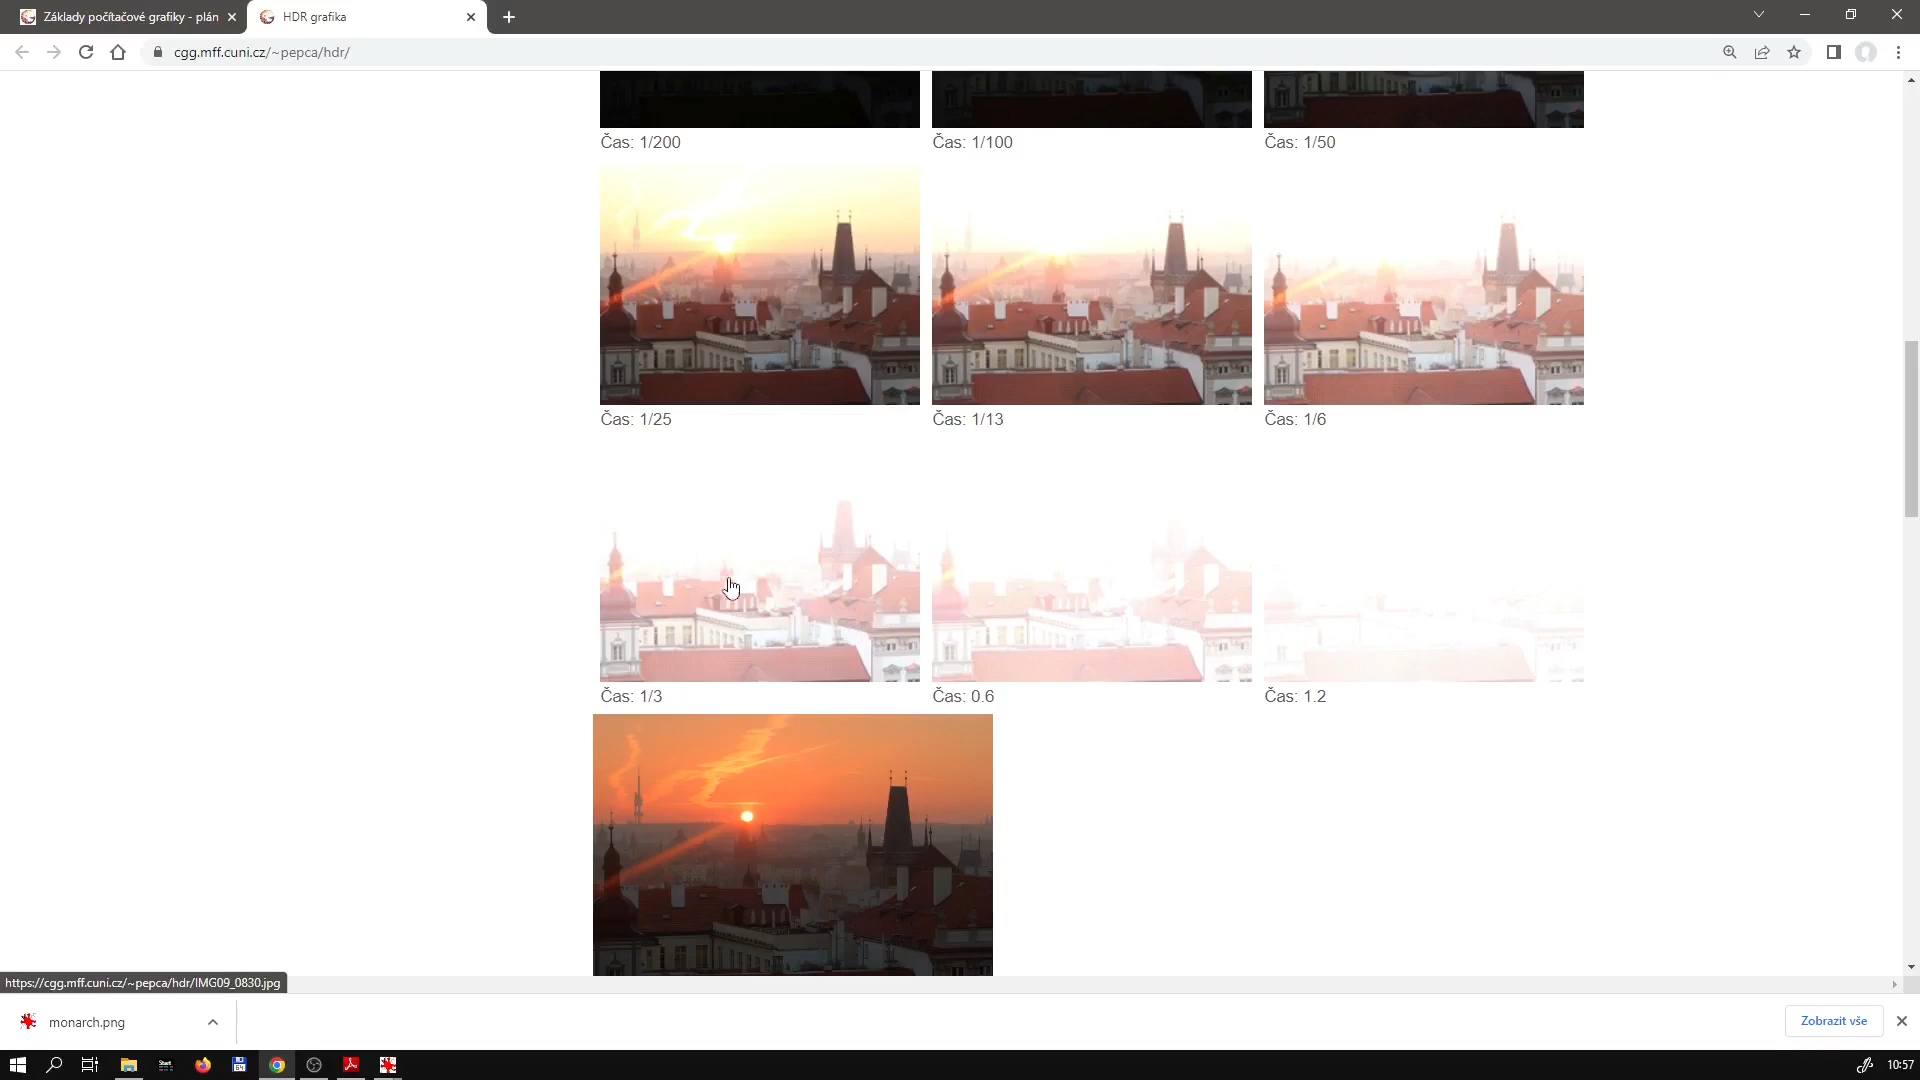 Základy počítačové grafiky - plán
HDR grafika
cgg.mff.cuni.cz/~pepca/hdr/
Čas: 1/200
Čas: 1/100
Čas: 1/50
Čas: 1/25
Čas: 1/13
Čas: 1/6
Čas: 1/3
Čas: 0.6
Čas: 1.2
https://cgg.mff.cuni.cz/~pepca/hdr/IMG09_0830.jpg
monarch.png
Zobrazit vše
Start
10:57